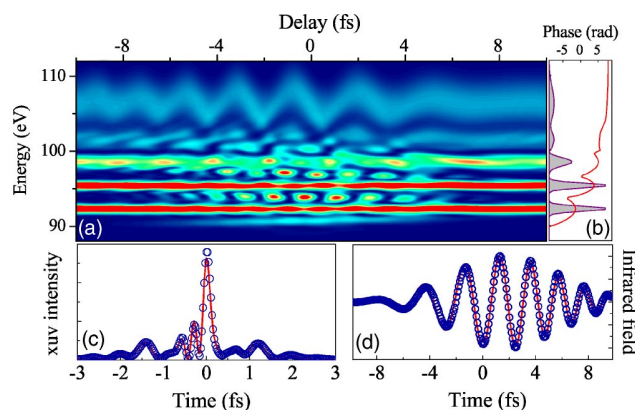 Delay (fs)
Phase (rad)
-8 -4 0 4 8
-5 0 5
Energy (eV)
110
100
90
(a)
(b)
xuv intensity
(c)
(d)
Infrared field
-3 -2 -1 0 1 2 3
-8 -4 0 4 8
Time (fs)
Time (fs)